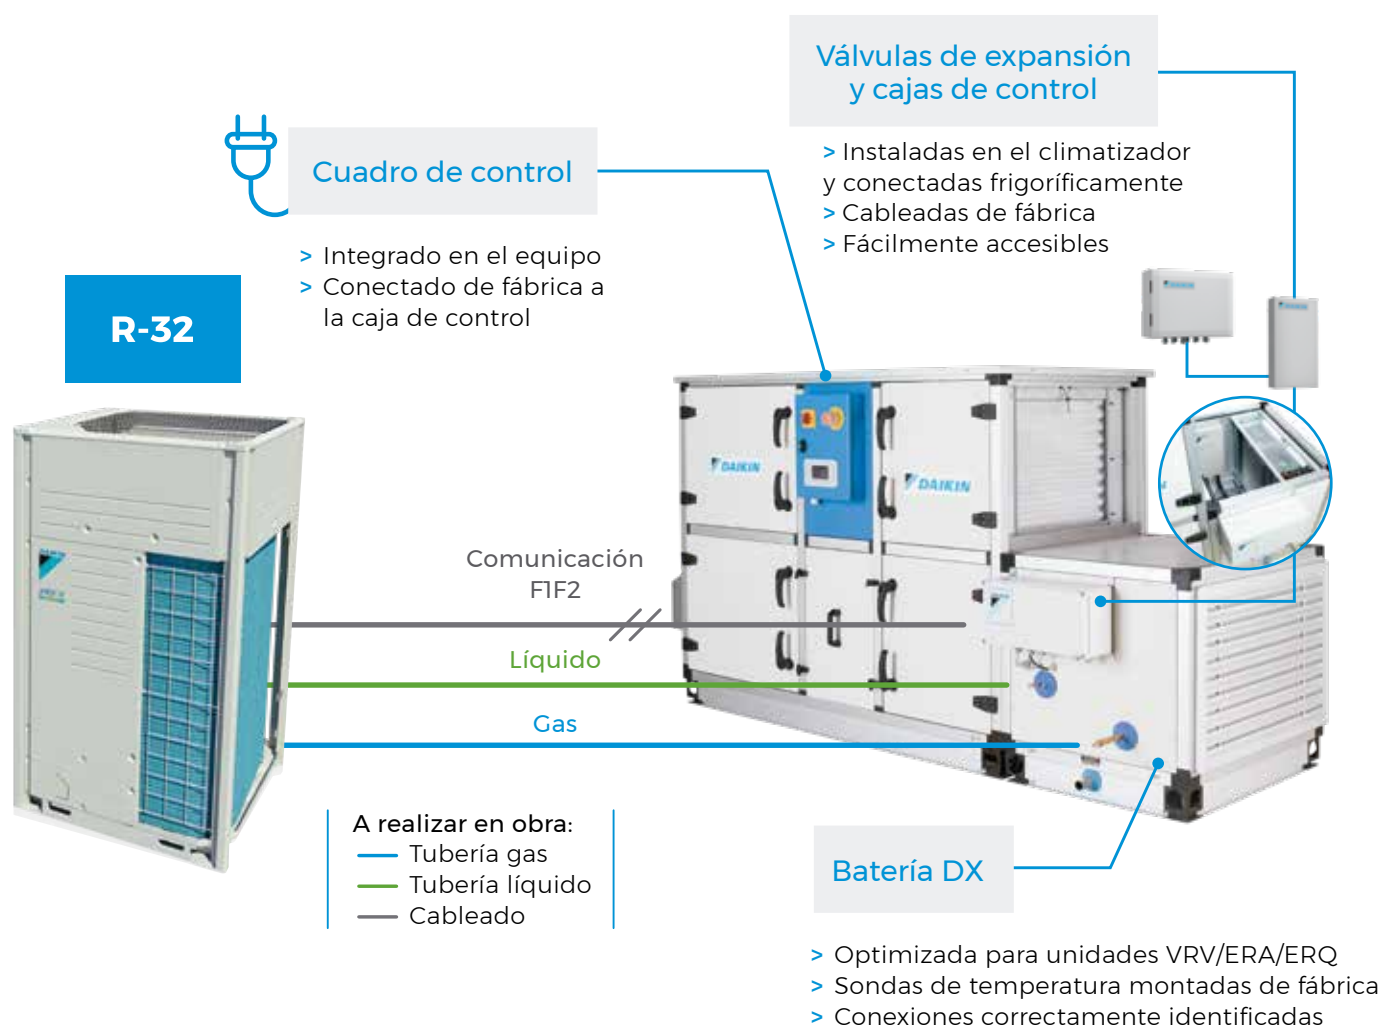 Válvulas de expansión
y cajas de control
> Instaladas en el climatizador
y conectadas frigoríficamente
> Cableadas de fábrica
> Fácilmente accesibles
Cuadro de control
> Integrado en el equipo
> Conectado de fábrica a
la caja de control
R-32
DAIKIN
DAIKIN
DAIKIN
DAIKIN
Comunicación
F1F2
Líquido
Gas
A realizar en obra:
Tubería gas
Tubería líquido
Cableado
Batería DX
> Optimizada para unidades VRV/ERA/ERQ
> Sondas de temperatura montadas de fábrica
> Conexiones correctamente identificadas